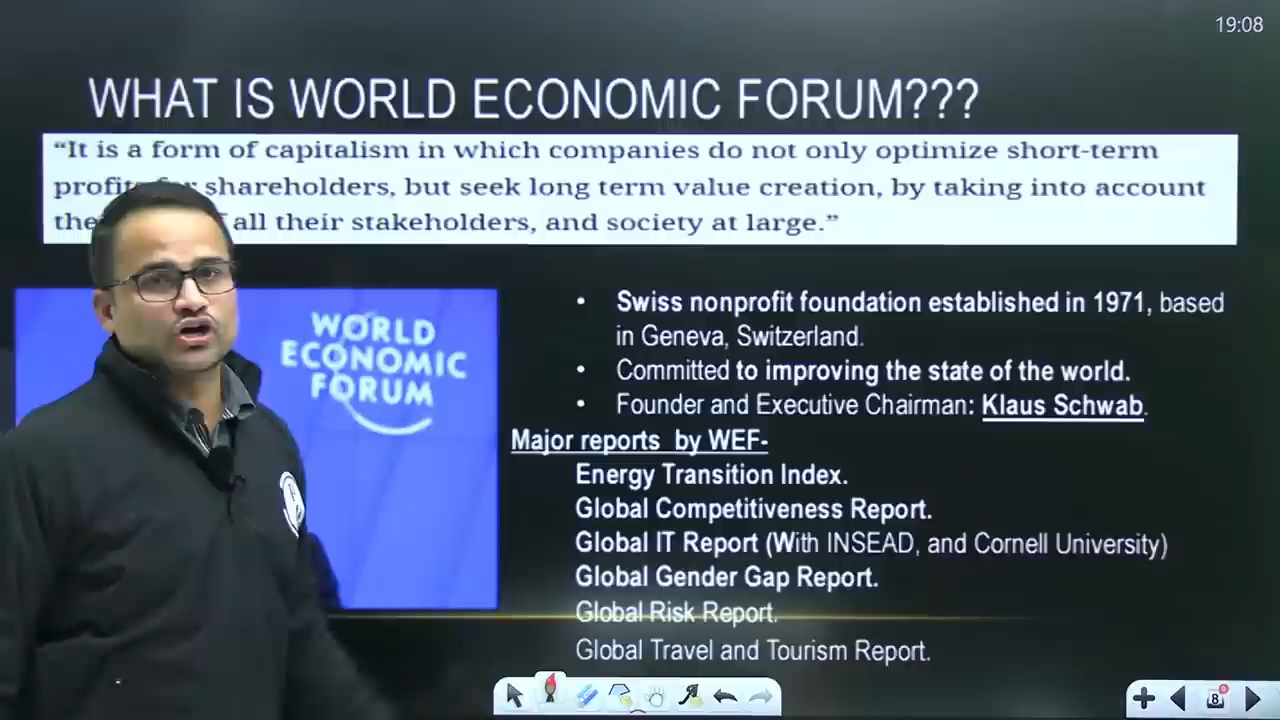 19:08
WHAT IS WORLD ECONOMIC FORUM???
“It is a form of capitalism in which companies do not only optimize short-term
shareholders, but seek long term value creation, by taking into account
the all their stakeholders, and society at large.”
WORLD
ECONOMIC
FORUM
• Swiss nonprofit foundation established in 1971, based
in Geneva, Switzerland.
• Committed to improving the state of the world.
• Founder and Executive Chairman: Klaus Schwab.
Major reports by WEF-
Energy Transition Index.
Global Competitiveness Report.
Global IT Report (With INSEAD, and Cornell University)
Global Gender Gap Report.
Global Risk Report.
Global Travel and Tourism Report.
8